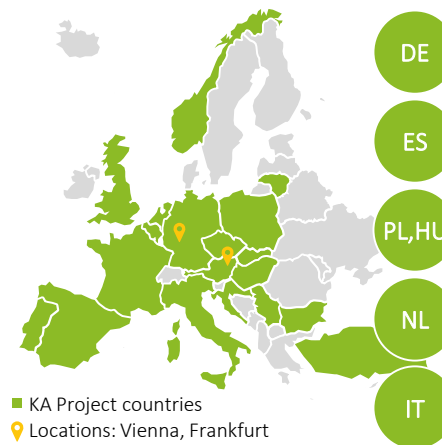 DE
ES
PL,HU
NL
IT
KA Project countries
Locations: Vienna, Frankfurt